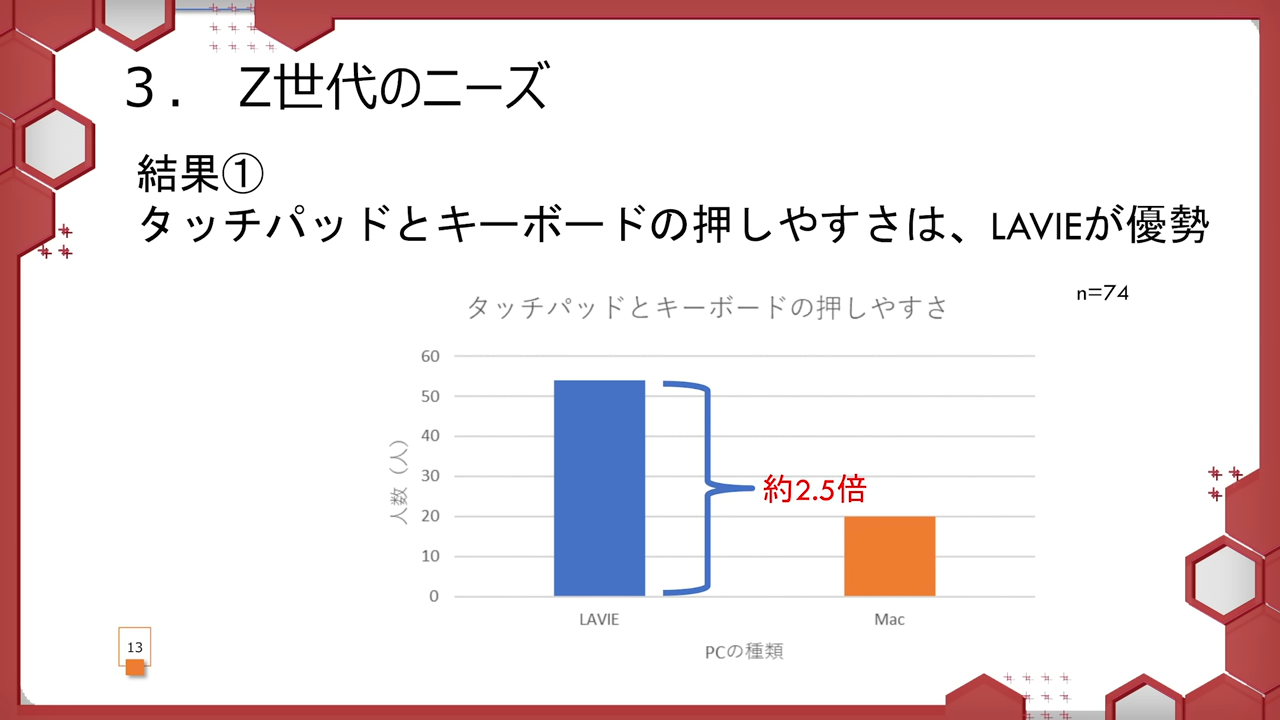 ３． Z世代のニーズ
結果①
タッチパッドとキーボードの押しやすさは、LAVIEが優勢
n=74
タッチパッドとキーボードの押しやすさ
60
50
40
30
20
10
0
人数（人）
約2.5倍
LAVIE
Mac
PCの種類
13